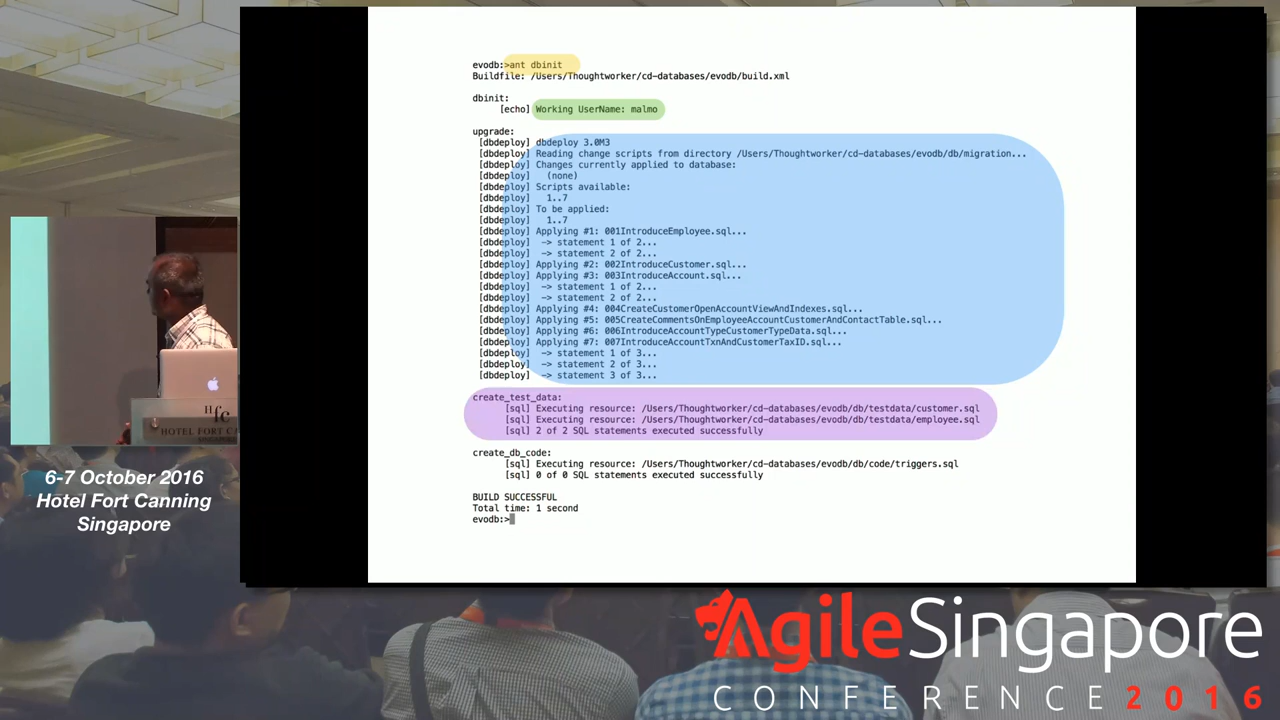 evodb:>ant dbinit
Buildfile: /Users/Thoughtworker/cd-databases/evodb/build.xml
dbinit:
[echo] Working UserName: malmo
upgrade:
[dbdeploy] dbdeploy 3.0M3
[dbdeploy] Reading change scripts from directory /Users/Thoughtworker/cd-databases/evodb/db/migration...
[dbdeploy] Changes currently applied to database:
[dbdeploy]   (none)
[dbdeploy] Scripts available:
[dbdeploy]   1..7
[dbdeploy] To be applied:
[dbdeploy]   1..7
[dbdeploy] Applying #1: 001IntroduceEmployee.sql...
[dbdeploy]  -> statement 1 of 2...
[dbdeploy]  -> statement 2 of 2...
[dbdeploy] Applying #2: 002IntroduceCustomer.sql...
[dbdeploy] Applying #3: 003IntroduceAccount.sql...
[dbdeploy]  -> statement 1 of 2...
[dbdeploy]  -> statement 2 of 2...
[dbdeploy] Applying #4: 004CreateCustomerOpenAccountViewAndIndexes.sql...
[dbdeploy] Applying #5: 005CreateCommentsOnEmployeeAccountCustomerAndContactTable.sql...
[dbdeploy] Applying #6: 006IntroduceAccountTypeCustomerTypeData.sql...
[dbdeploy] Applying #7: 007IntroduceAccountTxnAndCustomerTaxID.sql...
[dbdeploy]  -> statement 1 of 3...
[dbdeploy]  -> statement 2 of 3...
[dbdeploy]  -> statement 3 of 3...
create_test_data:
[sql] Executing resource: /Users/Thoughtworker/cd-databases/evodb/db/testdata/customer.sql
[sql] Executing resource: /Users/Thoughtworker/cd-databases/evodb/db/testdata/employee.sql
[sql] 2 of 2 SQL statements executed successfully
create_db_code:
[sql] Executing resource: /Users/Thoughtworker/cd-databases/evodb/db/code/triggers.sql
[sql] 0 of 0 SQL statements executed successfully
BUILD SUCCESSFUL
Total time: 1 second
evodb:>
hfc
HOTEL FORT CA
6-7 October 2016
Hotel Fort Canning
Singapore
AgileSingapore
CONFERENCE 2016